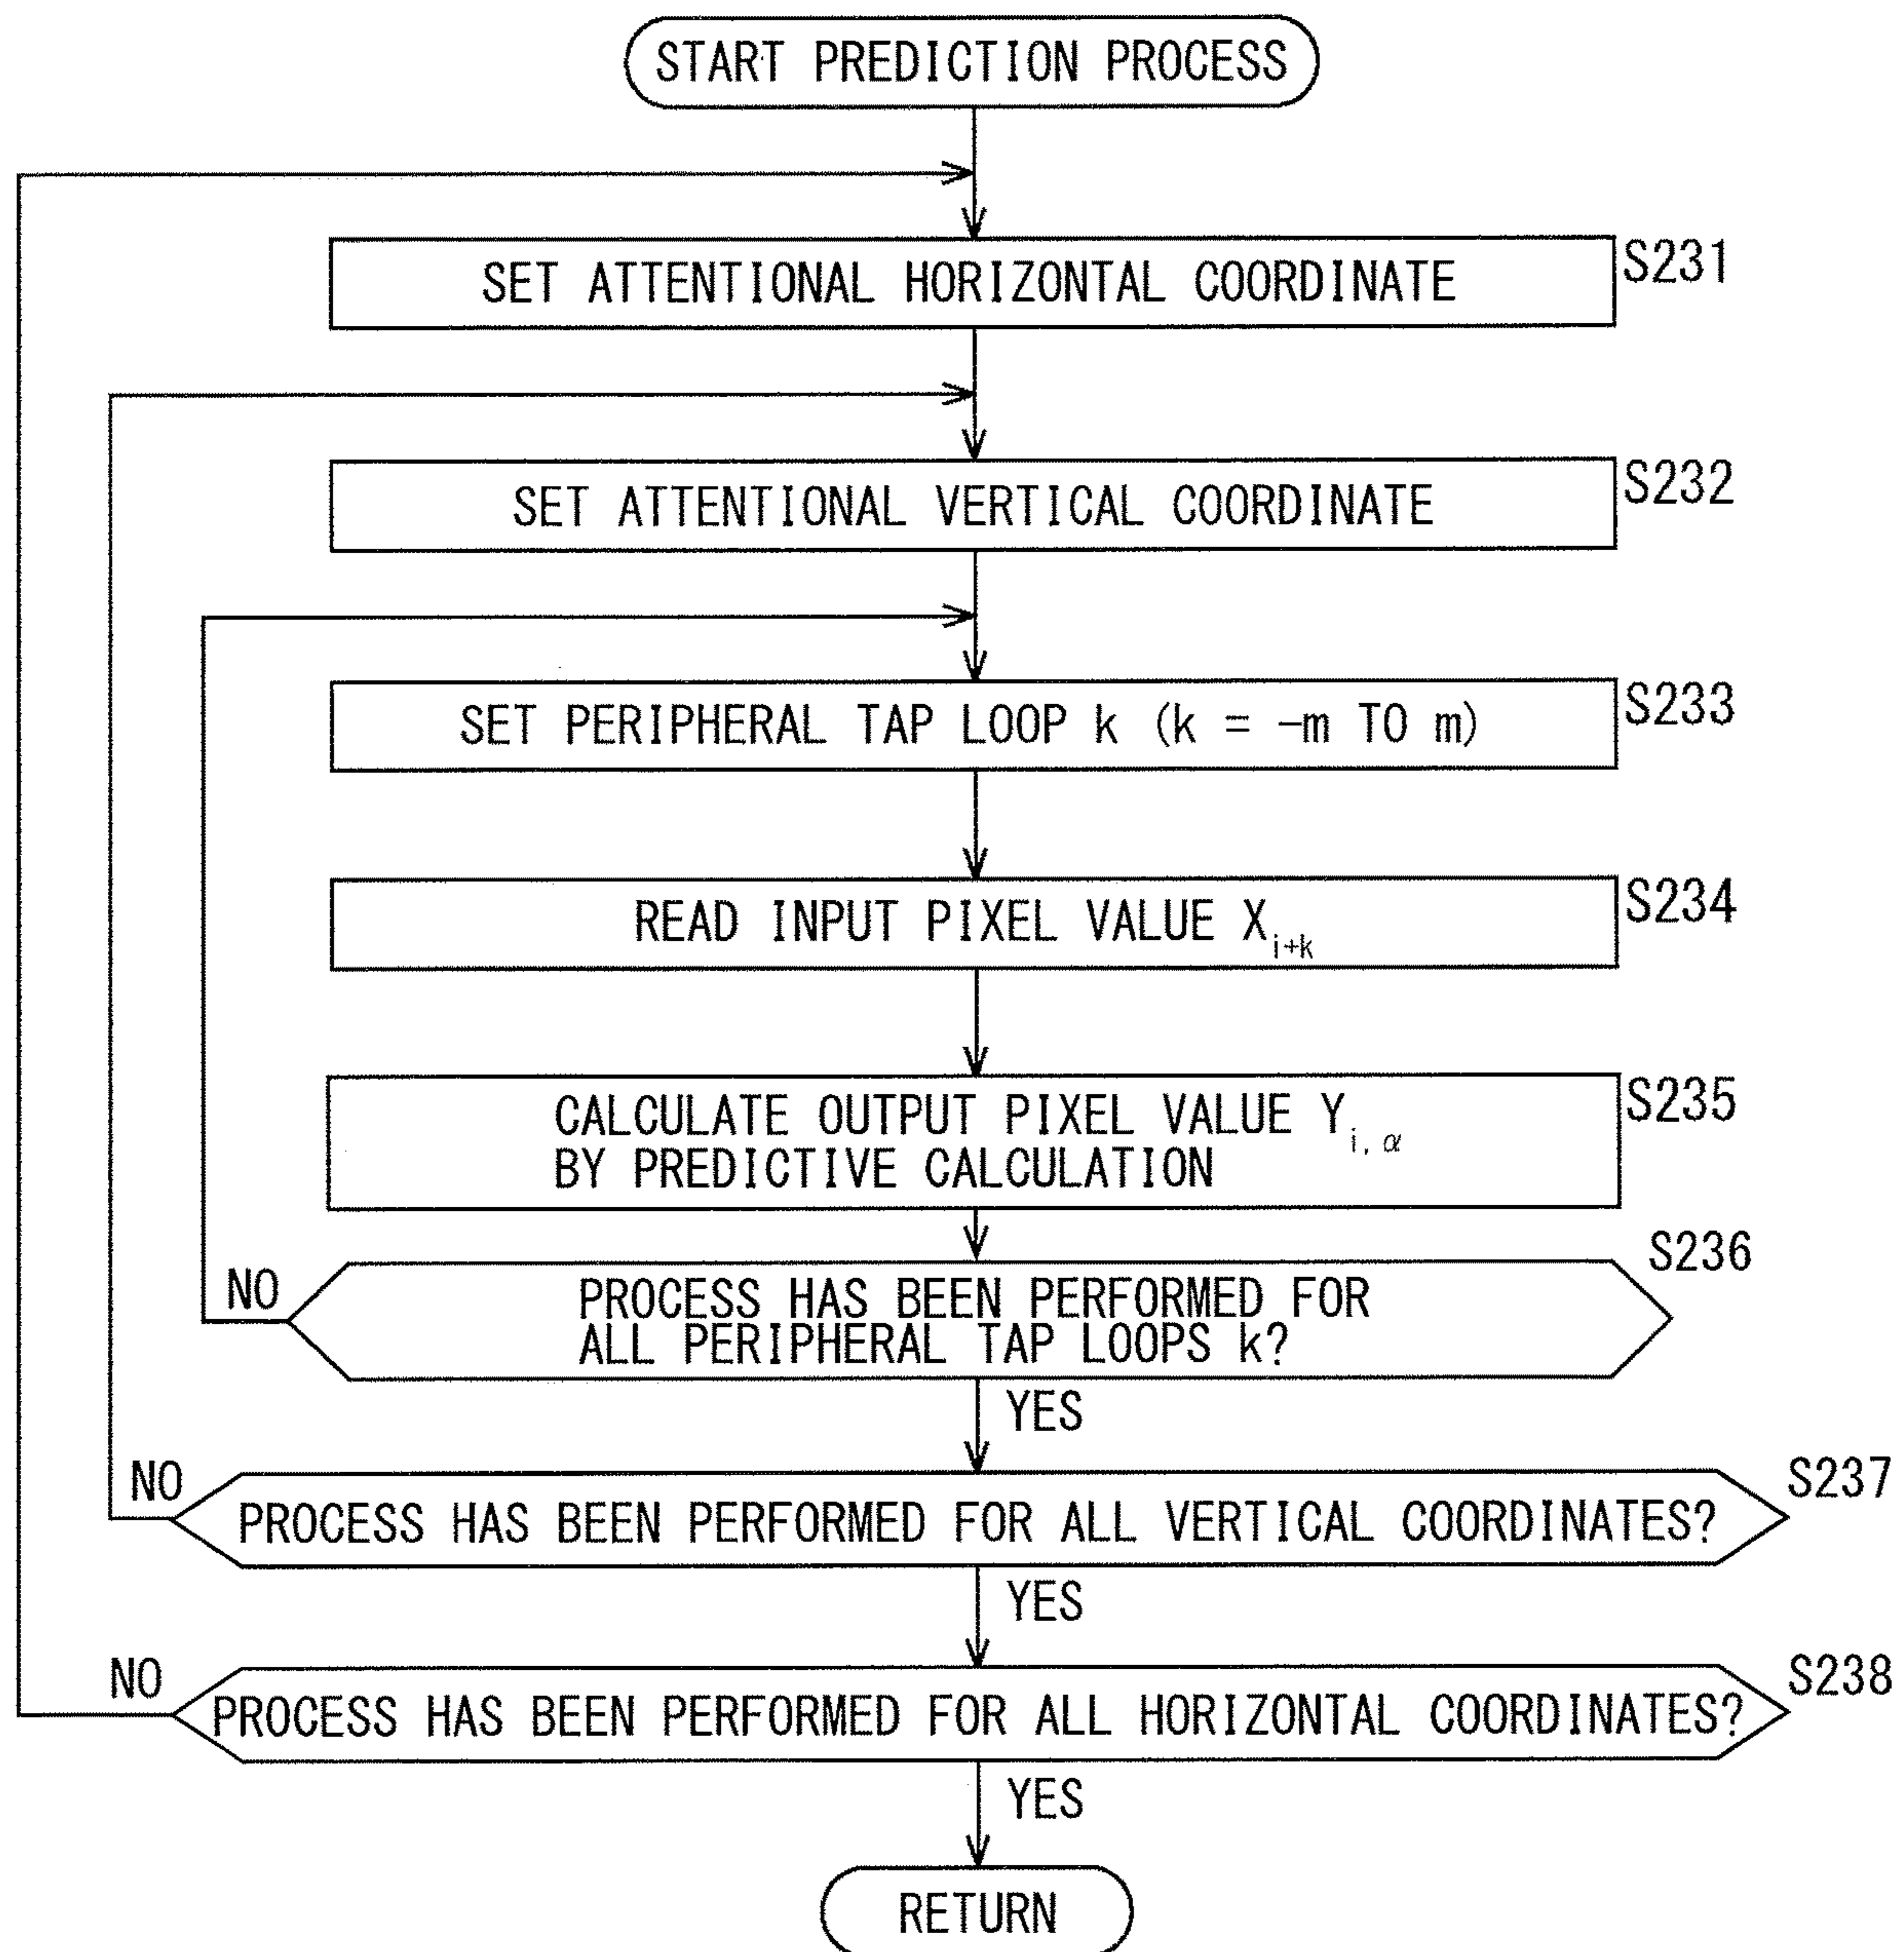 START PREDICTION PROCESS
SET ATTENTIONAL HORIZONTAL COORDINATE
S231
SET ATTENTIONAL VERTICAL COORDINATE
S232
SET PERIPHERAL TAP LOOP k (k = -m TO m)
S233
READ INPUT PIXEL VALUE X_{i+k}
S234
CALCULATE OUTPUT PIXEL VALUE Y_{i, α}
BY PREDICTIVE CALCULATION
S235
S236
NO
PROCESS HAS BEEN PERFORMED FOR
ALL PERIPHERAL TAP LOOPS k?
YES
S237
NO
PROCESS HAS BEEN PERFORMED FOR ALL VERTICAL COORDINATES?
YES
S238
NO
PROCESS HAS BEEN PERFORMED FOR ALL HORIZONTAL COORDINATES?
YES
RETURN